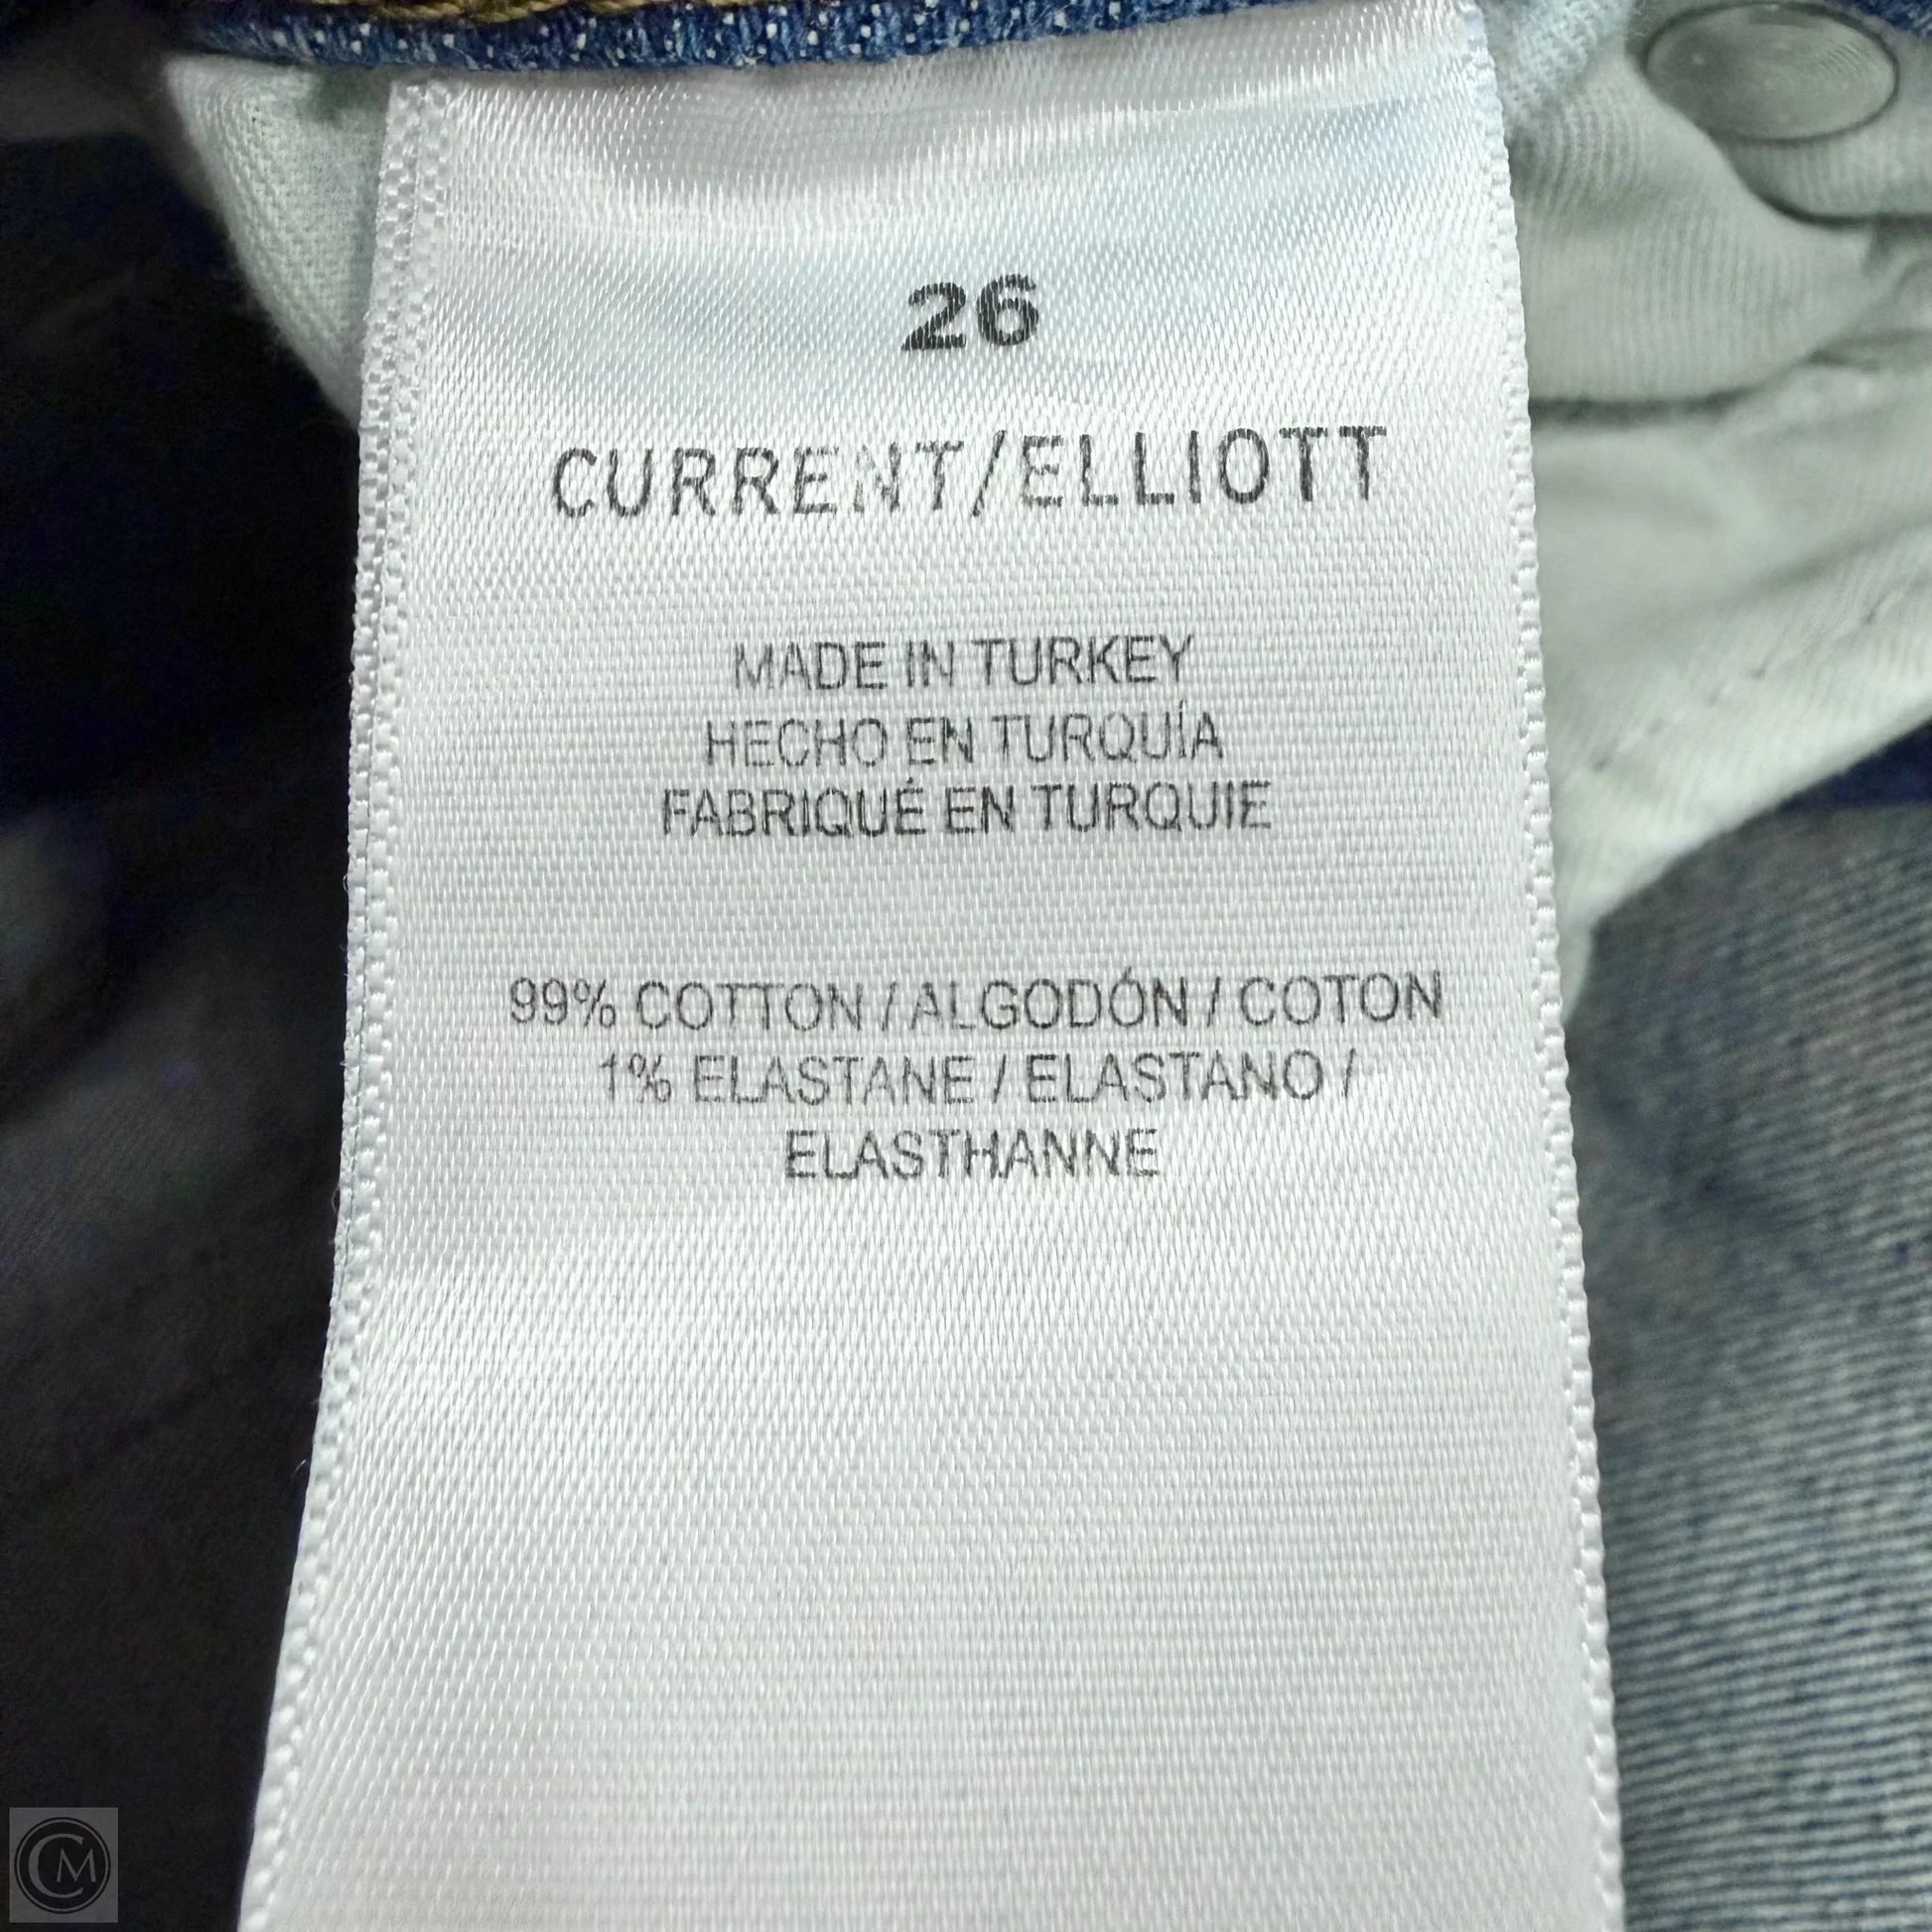 26
CURRENT/ELLIOTT
MADE IN TURKEY
HECHO EN TURQUÍA
FABRIQUÉ EN TURQUIE
99% COTTON / ALGODÓN / COTON
1% ELASTANE / ELASTANO /
ELASTHANNE
CM